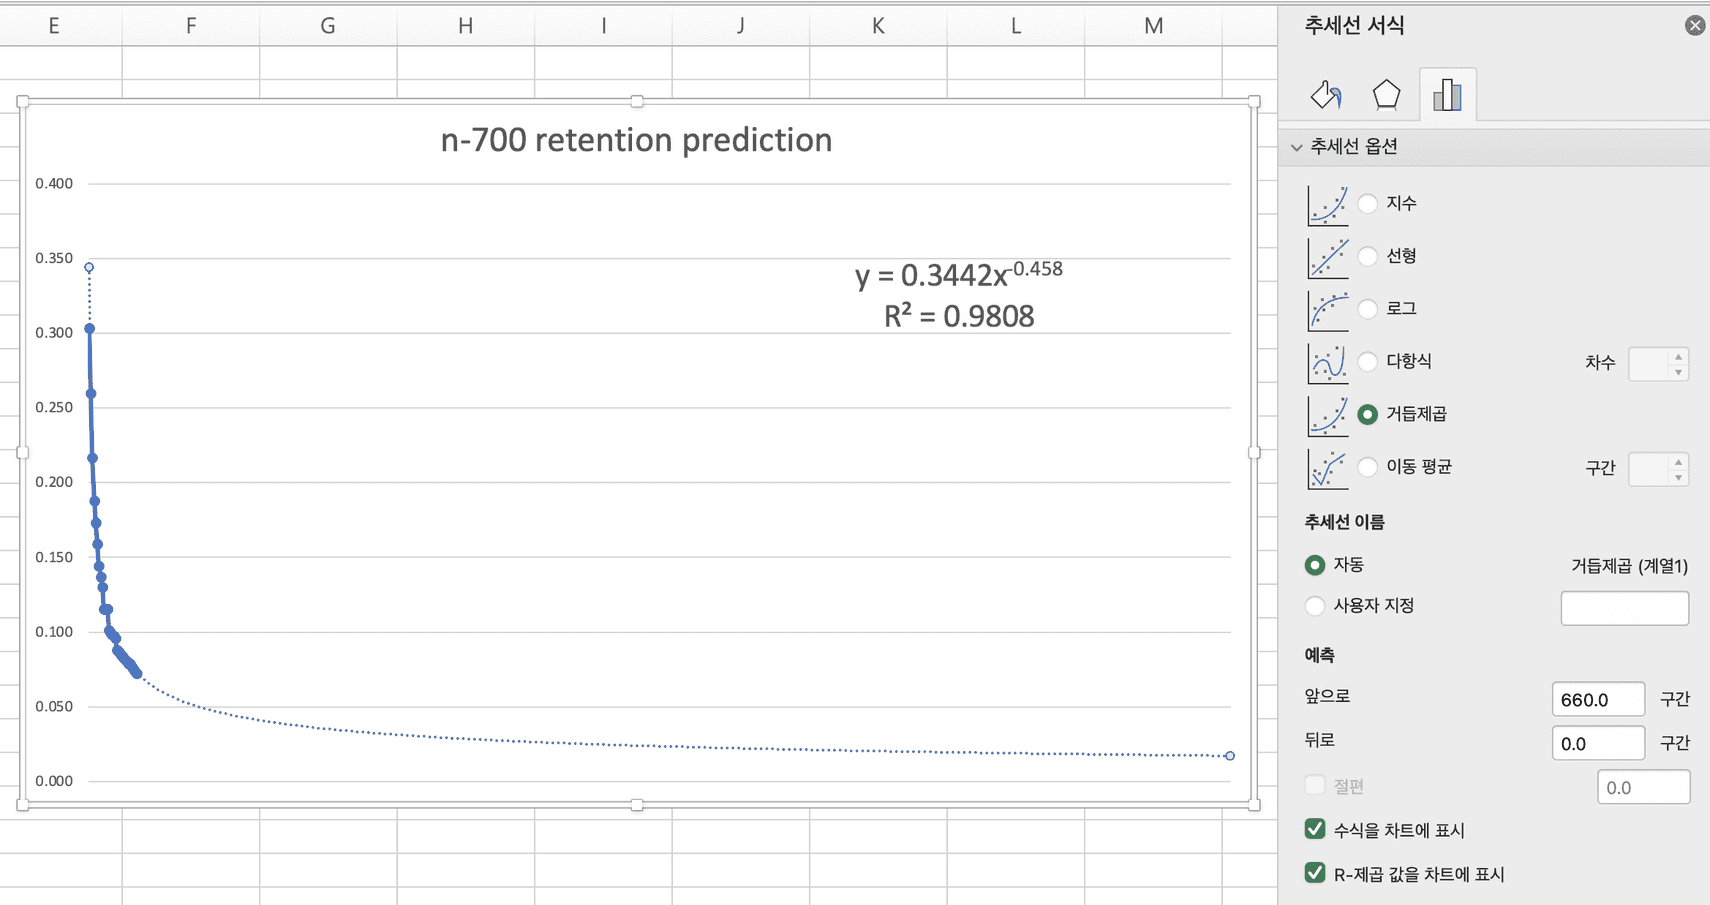 E F G H I J K L M
n-700 retention prediction
0.400
0.350
y = 0.3442x^-0.458
R² = 0.9808
0.300
0.250
0.200
0.150
0.100
0.050
0.000
추세선 서식
추세선 옵션
지수
선형
로그
다항식 차수
거듭제곱
이동 평균 구간
추세선 이름
자동 거듭제곱 (계열1)
사용자 지정
예측
앞으로 660.0 구간
뒤로 0.0 구간
절편 0.0
수식을 차트에 표시
R-제곱 값을 차트에 표시